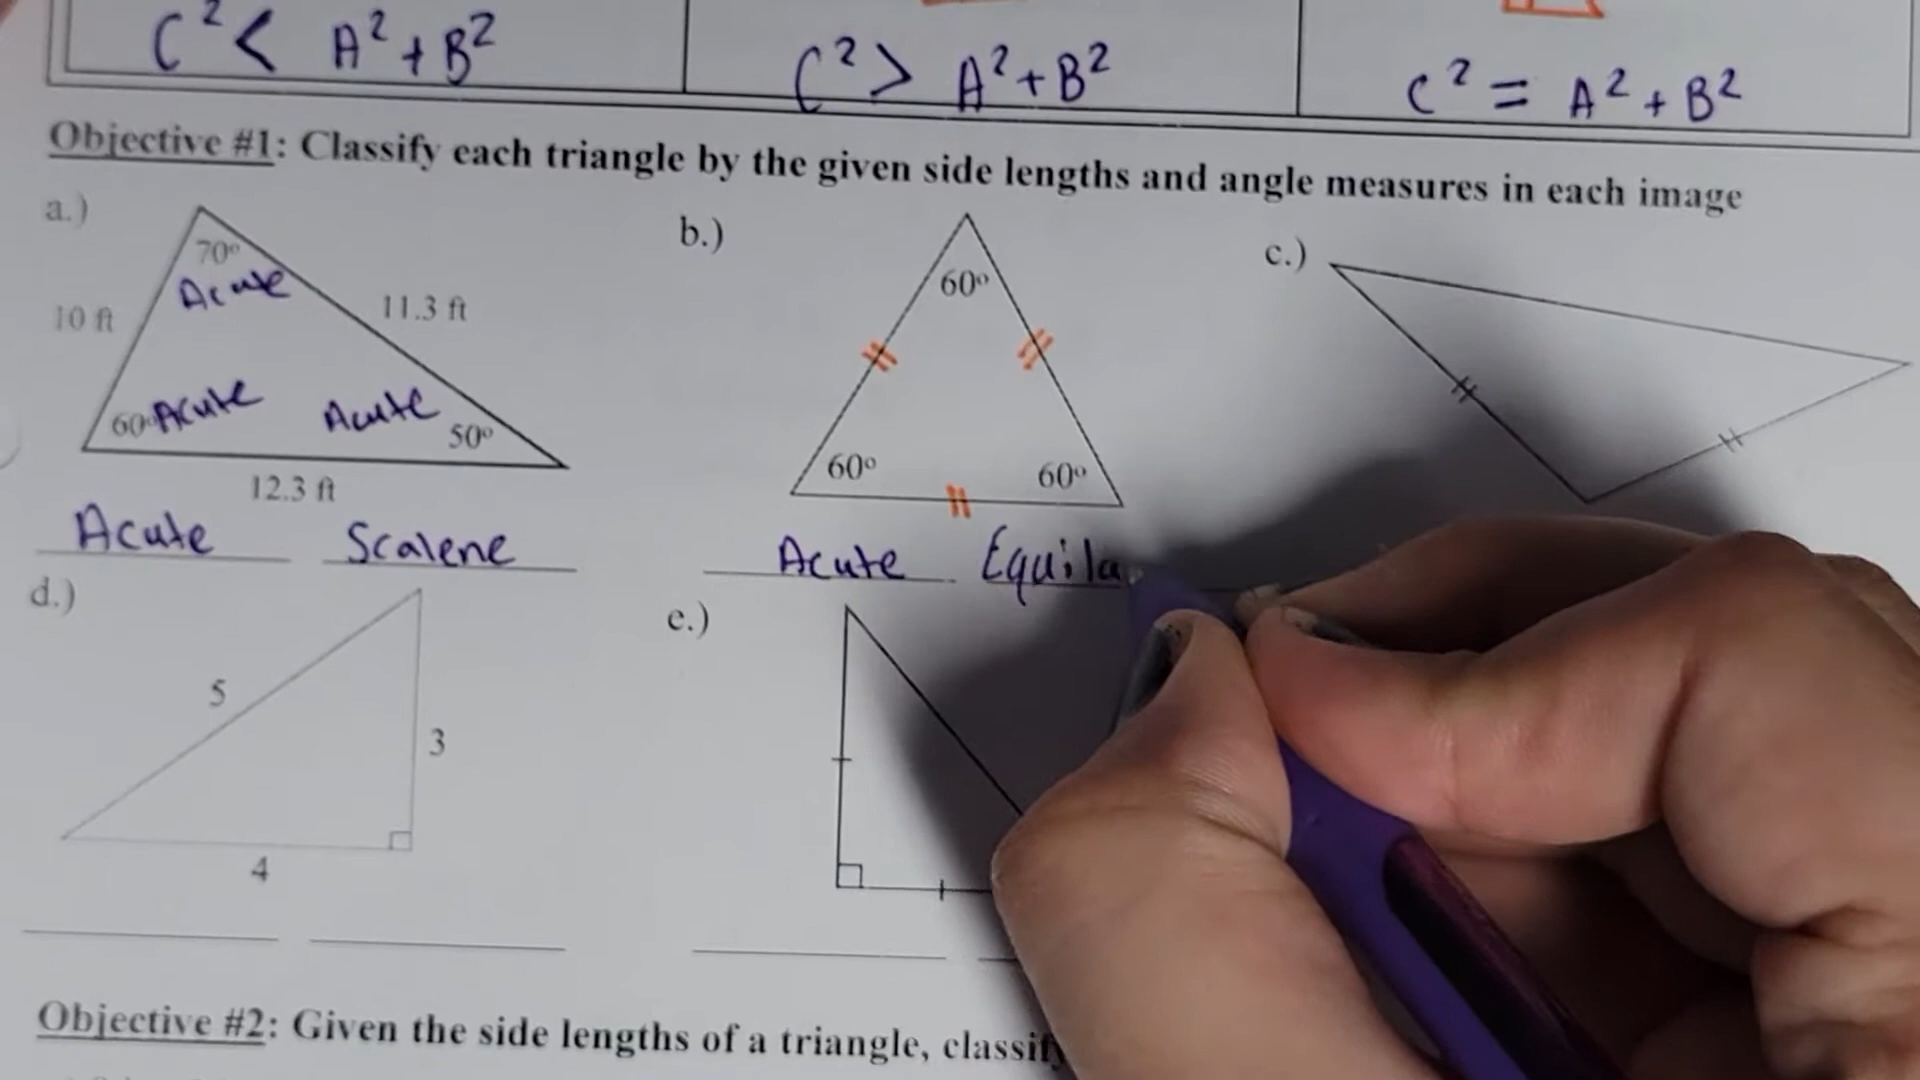 C² < A² + B²
C² > A² + B²
C² = A² + B²
Objective #1: Classify each triangle by the given side lengths and angle measures in each image
a.)
70°
Acute
10 ft
11.3 ft
60° Acute
Acute
50°
12.3 ft
Acute Scalene
b.)
60°
60°
60°
Acute Equila
c.)
d.)
5
3
4
e.)
Objective #2: Given the side lengths of a triangle, classify